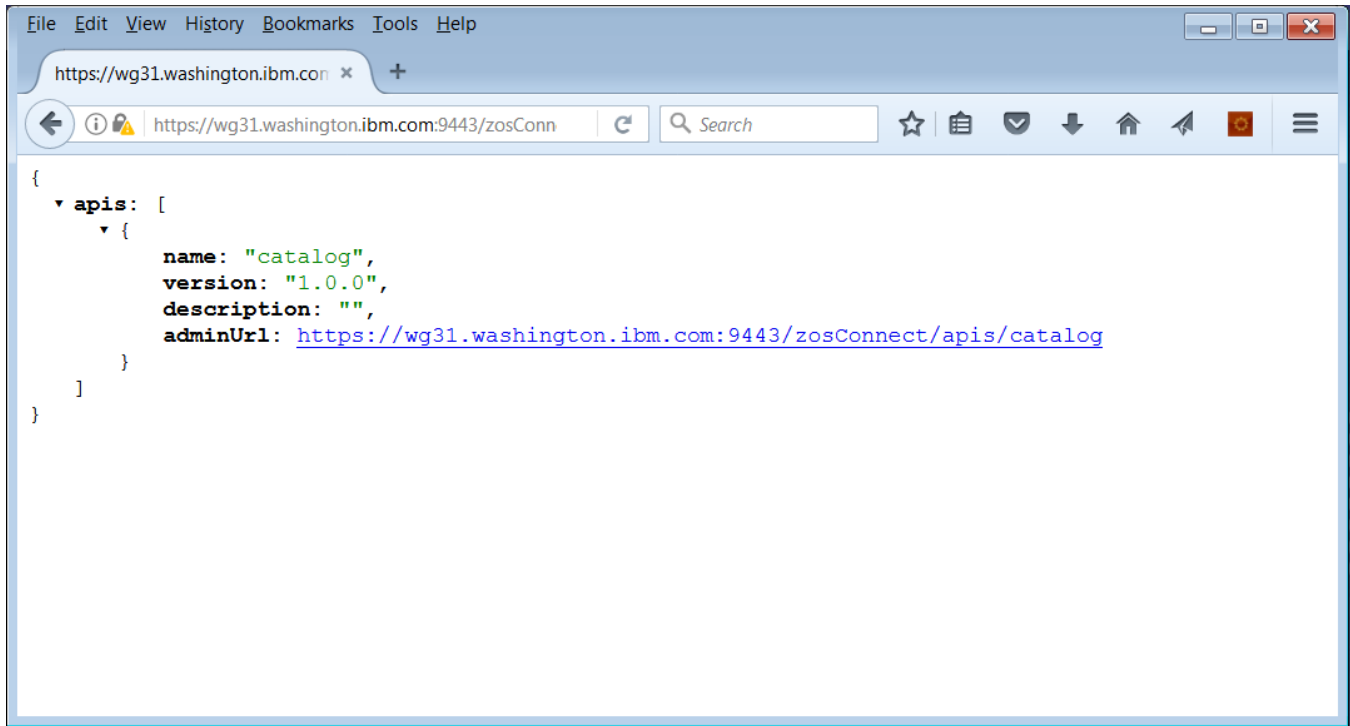 File Edit View History Bookmarks Tools Help
https://wg31.washington.ibm.com
https://wg31.washington.ibm.com:9443/zosConn Search
{
apis: [
{
name: "catalog",
version: "1.0.0",
description: "",
adminUrl: https://wg31.washington.ibm.com:9443/zosConnect/apis/catalog
}
]
}